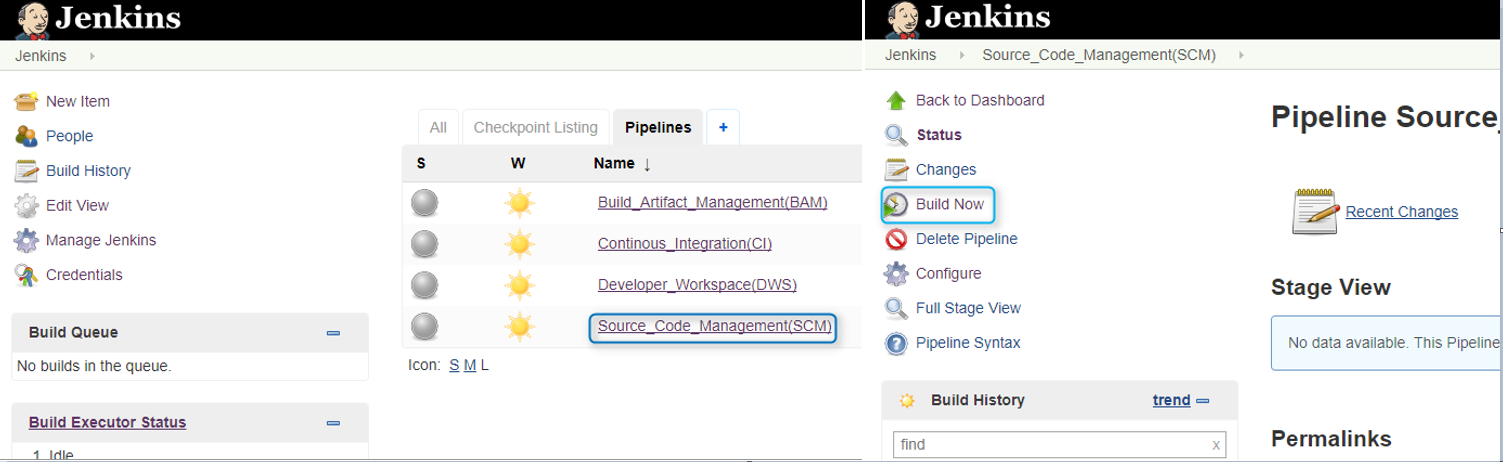 Jenkins
Jenkins
New Item
People
Build History
Edit View
Manage Jenkins
Credentials
Build Queue
No builds in the queue.
Build Executor Status
1 Idle
All Checkpoint Listing Pipelines +
S W Name ↓
Build_Artifact_Management(BAM)
Continous_Integration(CI)
Developer_Workspace(DWS)
Source_Code_Management(SCM)
Icon: S M L
Jenkins
Jenkins Source_Code_Management(SCM)
Back to Dashboard
Status
Changes
Build Now
Delete Pipeline
Configure
Full Stage View
Pipeline Syntax
Build History trend
find x
Pipeline Source_
Recent Changes
Stage View
No data available. This Pipeline
Permalinks